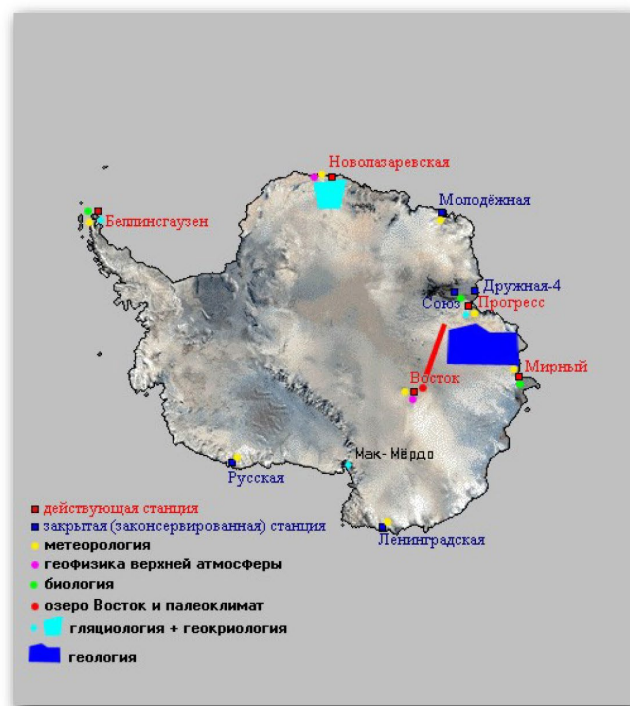 Новолазаревская
Беллинсгаузен
Молодёжная
Дружная-4
Союз
Прогресс
Мирный
Восток
Мак-Мёрдо
Русская
Ленинградская
действующая станция
закрытая (законсервированная) станция
метеорология
геофизика верхней атмосферы
биология
озеро Восток и палеоклимат
гляциология + геокриология
геология